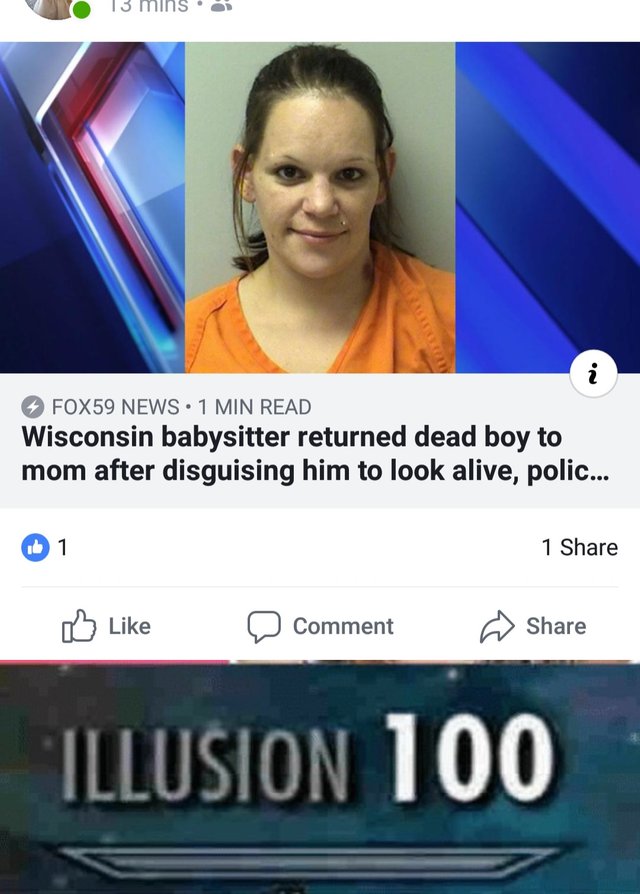 13 mins
FOX59 NEWS • 1 MIN READ
Wisconsin babysitter returned dead boy to
mom after disguising him to look alive, polic...
1
1 Share
Like
Comment
Share
ILLUSION 100